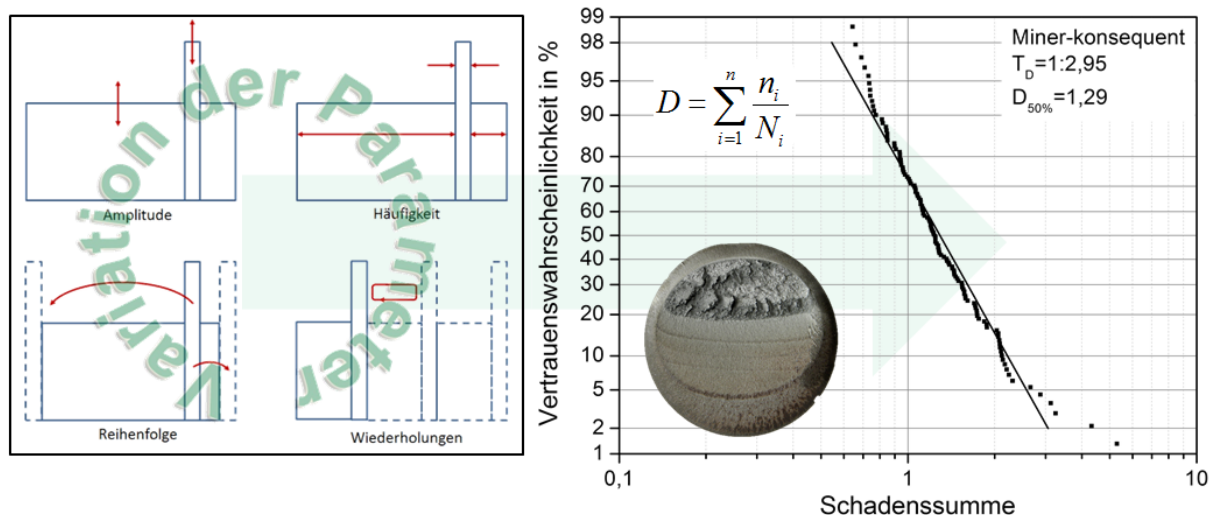 Variation der Parameter
Amplitude
Häufigkeit
Reihenfolge
Wiederholungen
Vertrauenswahrscheinlichkeit in %
99
98
95
90
80
70
60
50
40
30
20
10
5
2
1
D = ∑ n i=1 n_i / N_i
Miner-konsequent
T_D=1:2,95
D_50%=1,29
0,1 1 10
Schadenssumme